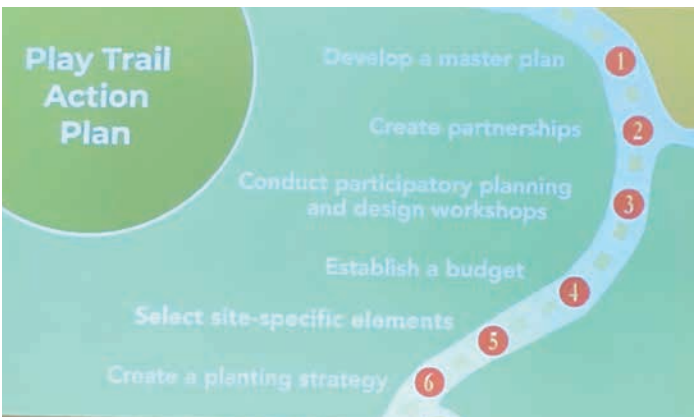 Play Trail
Action
Plan
Develop a master plan
1
Create partnerships
2
Conduct participatory planning
and design workshops
3
Establish a budget
4
Select site-specific elements
5
Create a planting strategy
6